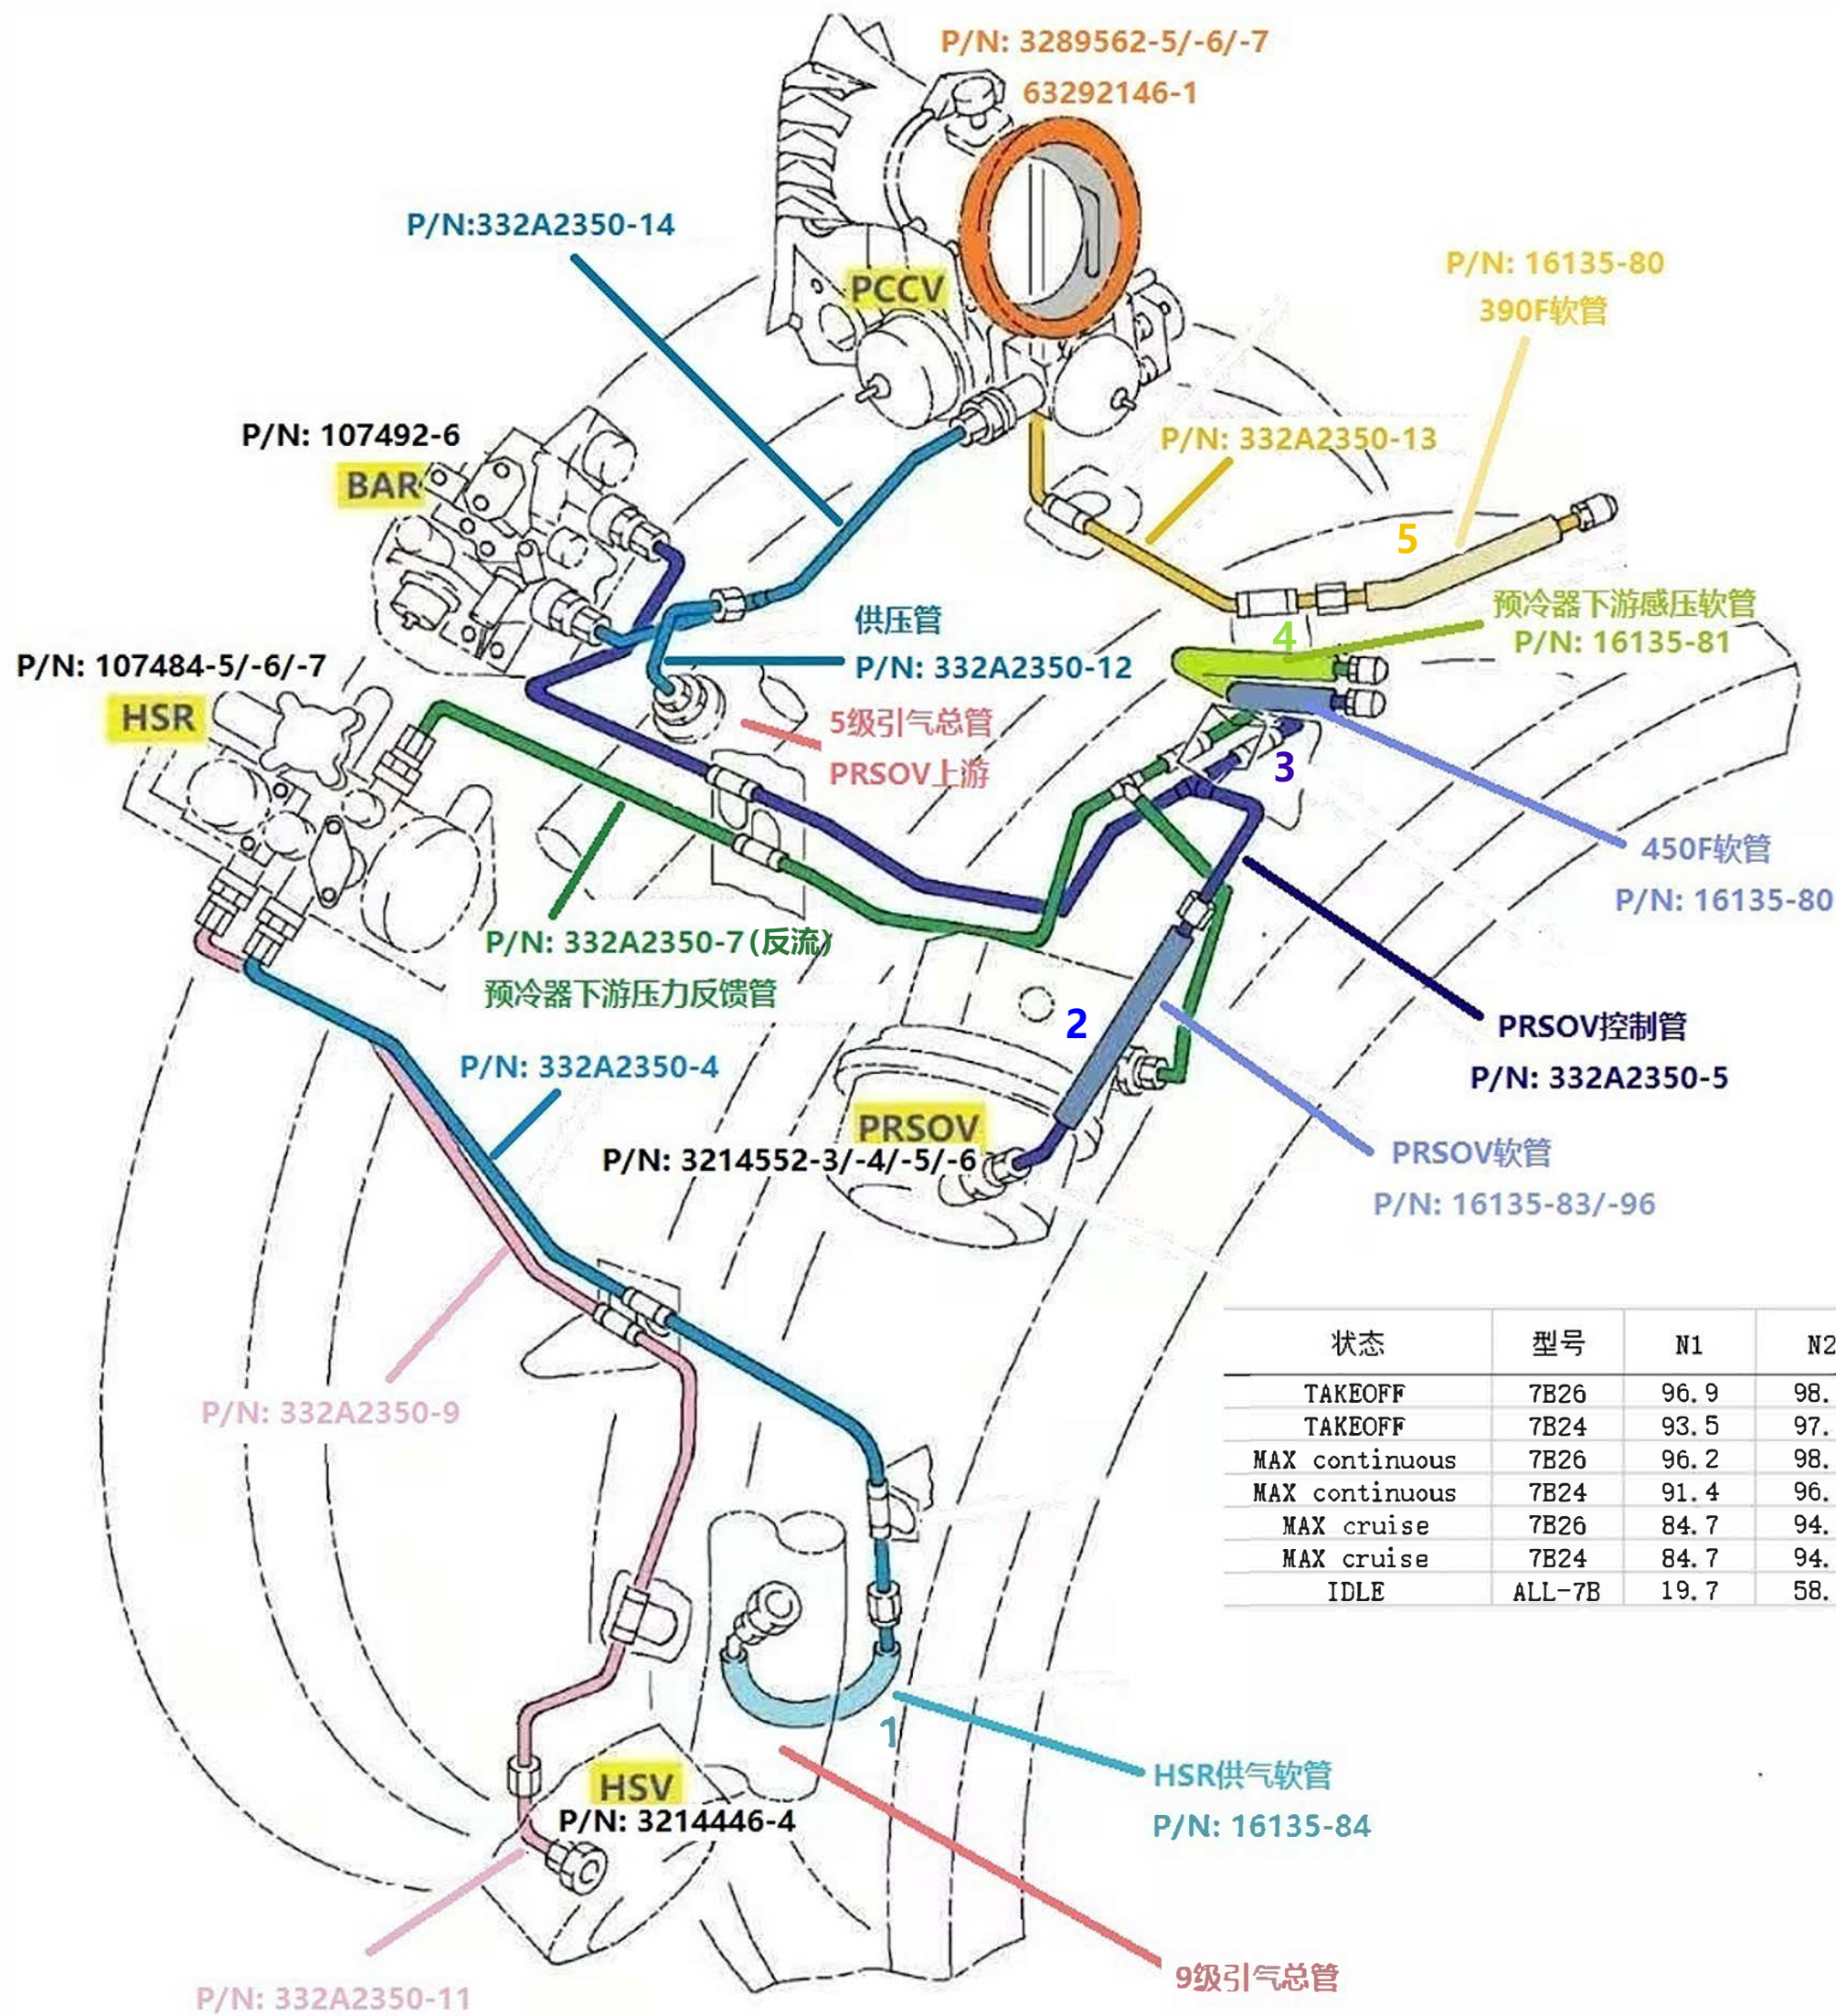 P/N: 3289562-5/-6/-7
63292146-1
P/N:332A2350-14
P/N: 16135-80
390F软管
PCCV
P/N: 107492-6
BAR
P/N: 332A2350-13
5
供压管
P/N: 332A2350-12
预冷器下游感压软管
P/N: 16135-81
4
P/N: 107484-5/-6/-7
HSR
5级引气总管
PRSOV上游
3
450F软管
P/N: 16135-80
P/N: 332A2350-7(反流)
预冷器下游压力反馈管
2
PRSOV控制管
P/N: 332A2350-5
P/N: 332A2350-4
PRSOV
P/N: 3214552-3/-4/-5/-6
PRSOV软管
P/N: 16135-83/-96
P/N: 332A2350-9
状态 型号 N1 N2
TAKEOFF 7B26 96.9 98.
TAKEOFF 7B24 93.5 97.
MAX continuous 7B26 96.2 98.
MAX continuous 7B24 91.4 96.
MAX cruise 7B26 84.7 94.
MAX cruise 7B24 84.7 94.
IDLE ALL-7B 19.7 58.
1
HSV
P/N: 3214446-4
HSR供气软管
P/N: 16135-84
9级引气总管
P/N: 332A2350-11